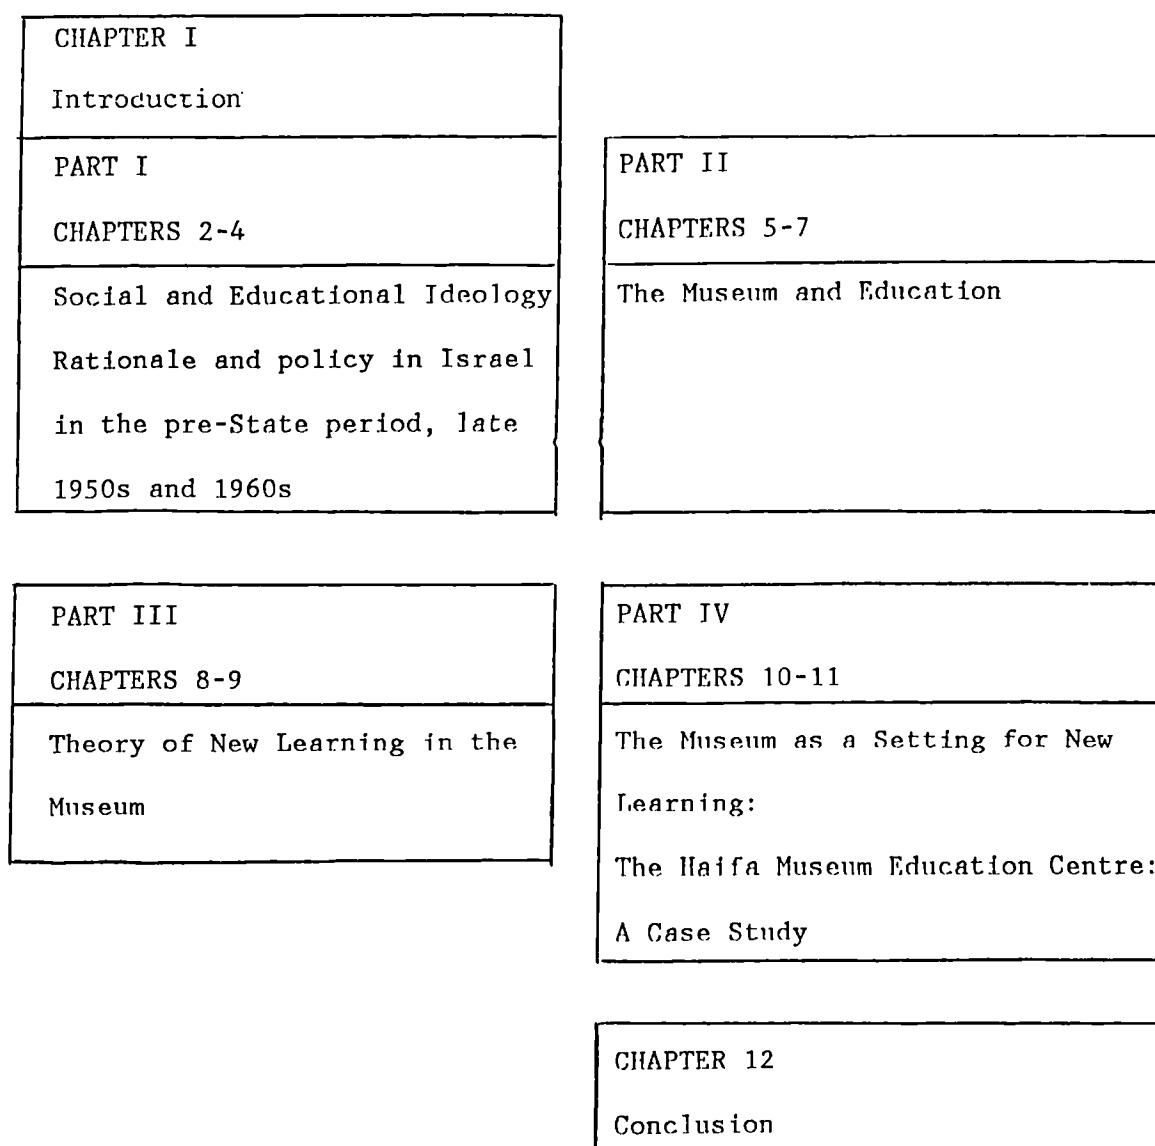 CHAPTER I
Introduction
PART I
CHAPTERS 2-4
Social and Educational Ideology
Rationale and policy in Israel
in the pre-State period, late
1950s and 1960s
PART II
CHAPTERS 5-7
The Museum and Education
PART III
CHAPTERS 8-9
Theory of New Learning in the
Museum
PART IV
CHAPTERS 10-11
The Museum as a Setting for New
Learning:
The Haifa Museum Education Centre:
A Case Study
CHAPTER 12
Conclusion